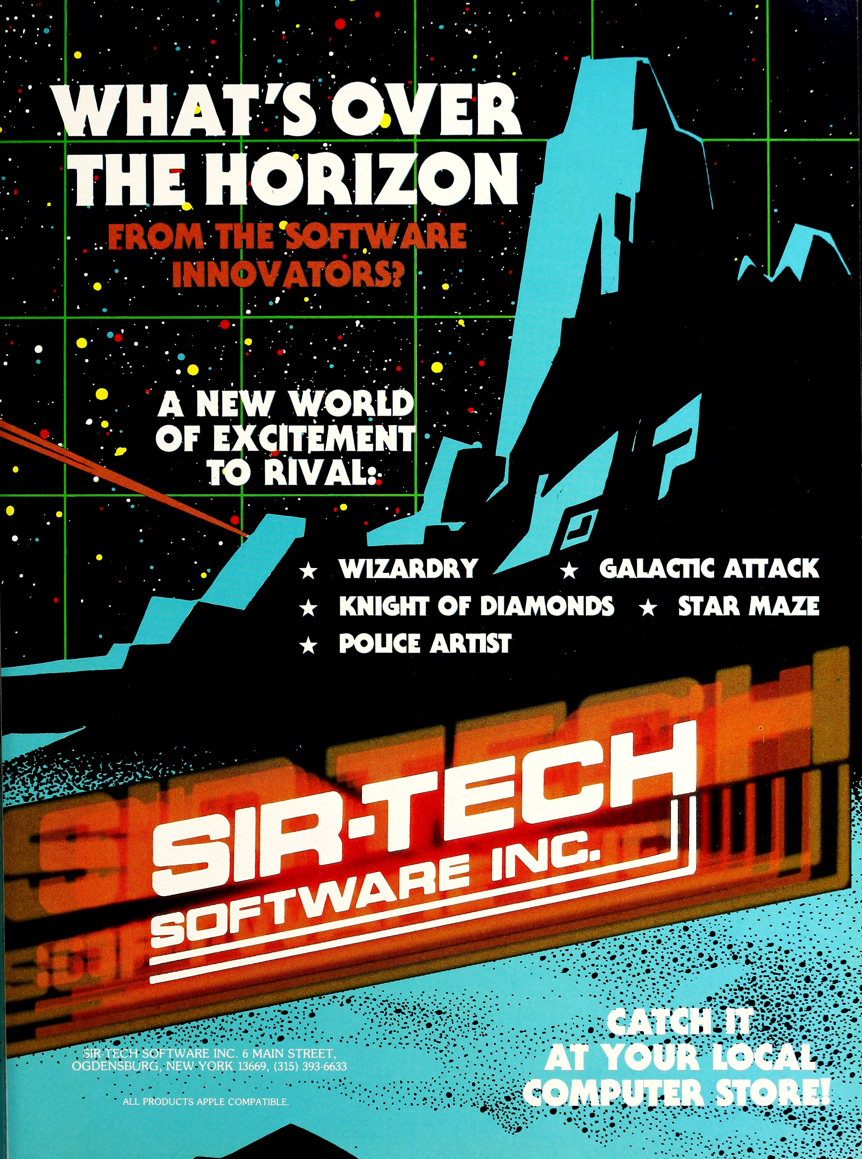 WHAT'S OVER
THE HORIZON
FROM THE SOFTWARE
INNOVATORS?
A NEW WORLD
OF EXCITEMENT
TO RIVAL:
★ WIZARDRY ★ GALACTIC ATTACK
★ KNIGHT OF DIAMONDS ★ STAR MAZE
★ POLICE ARTIST
SIR-TECH
SOFTWARE INC.
CATCH IT
AT YOUR LOCAL
COMPUTER STORE!
SIR-TECH SOFTWARE INC. 6 MAIN STREET,
OGDENSBURG, NEW YORK 13669, (315) 393-6633
ALL PRODUCTS APPLE COMPATIBLE.